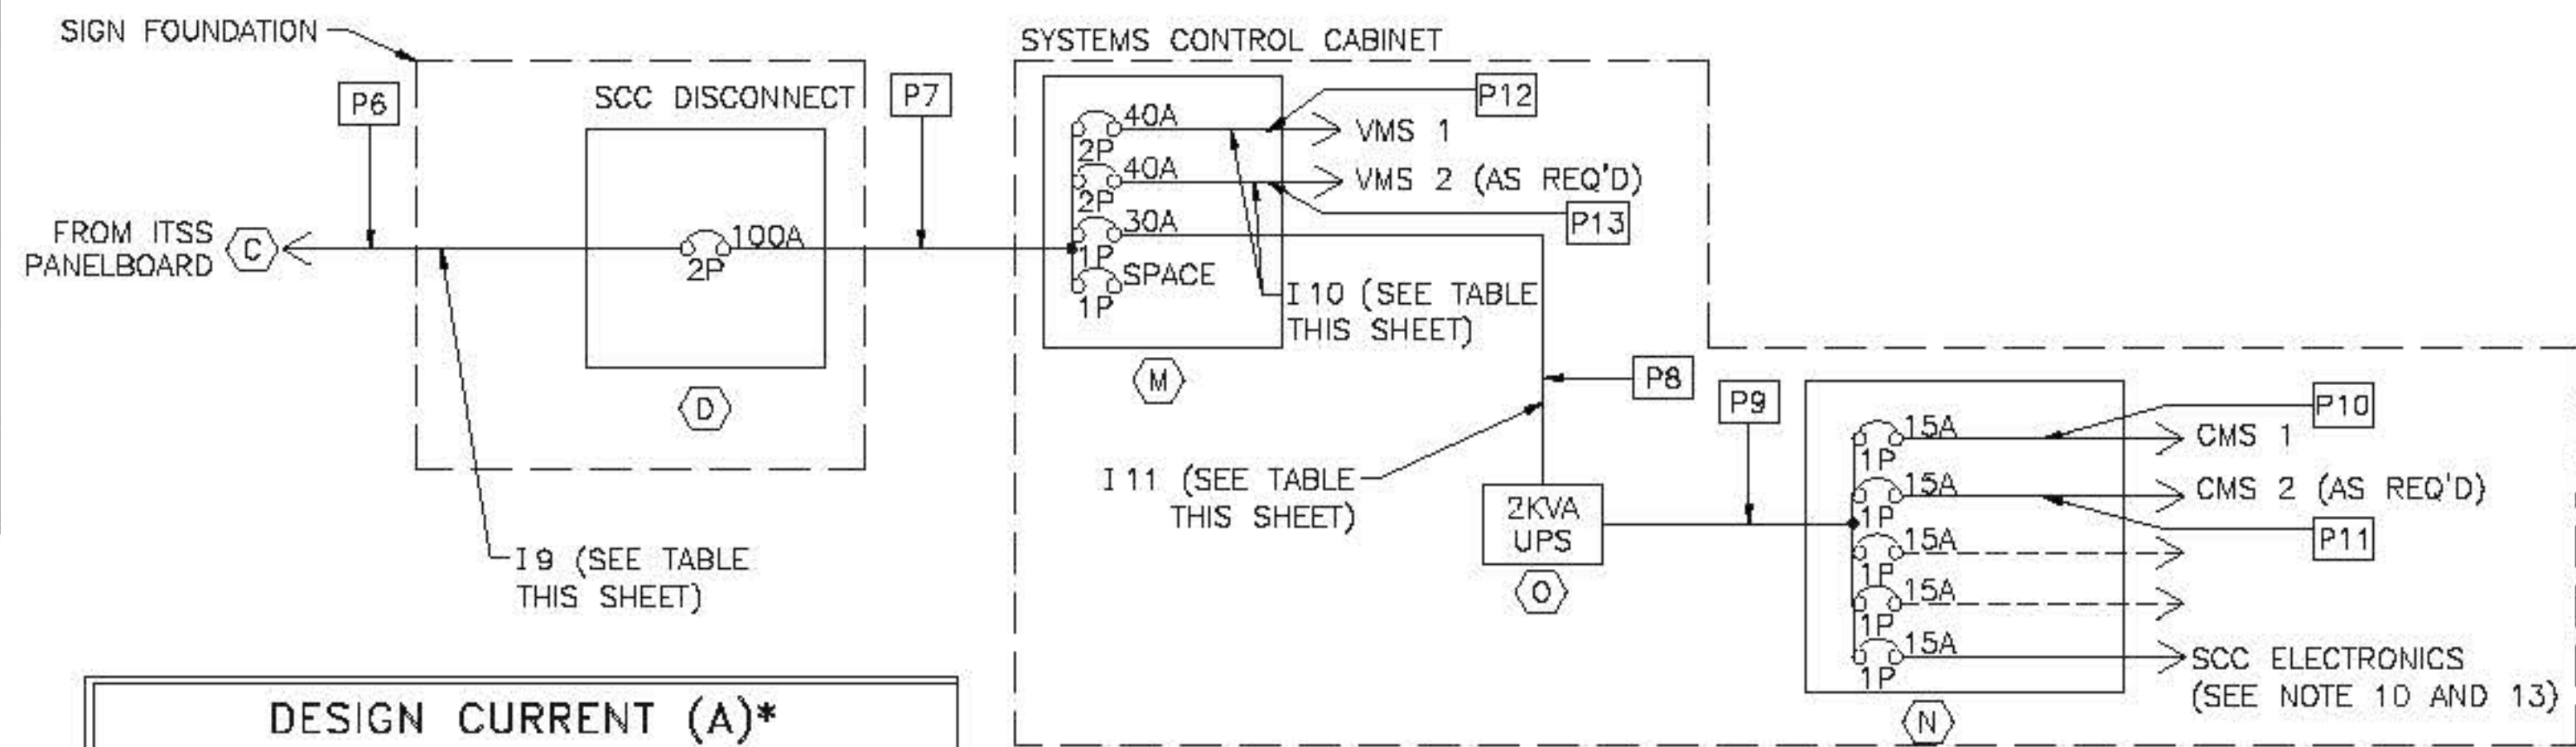 SIGN FOUNDATION
P6
SCC DISCONNECT
P7
100A
2P
FROM ITSS
PANELBOARD
C
D
I9 (SEE TABLE
THIS SHEET)
SYSTEMS CONTROL CABINET
P12
40A
2P
VMS 1
40A
2P
VMS 2 (AS REQ'D)
P13
30A
1P
SPACE
1P
I10 (SEE TABLE
THIS SHEET)
M
P8
I11 (SEE TABLE
THIS SHEET)
2KVA
UPS
O
P9
P10
15A
1P
CMS 1
15A
1P
CMS 2 (AS REQ'D)
P11
15A
1P
15A
1P
15A
1P
SCC ELECTRONICS
(SEE NOTE 10 AND 13)
N
DESIGN CURRENT (A)*